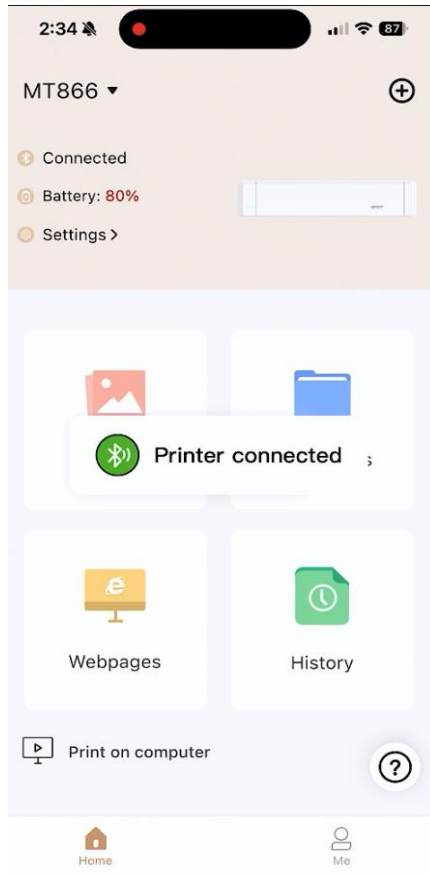 2:34
87
MT866
Connected
Battery: 80%
Settings >
Printer connected
s
Webpages
History
Print on computer
?
Home
Me